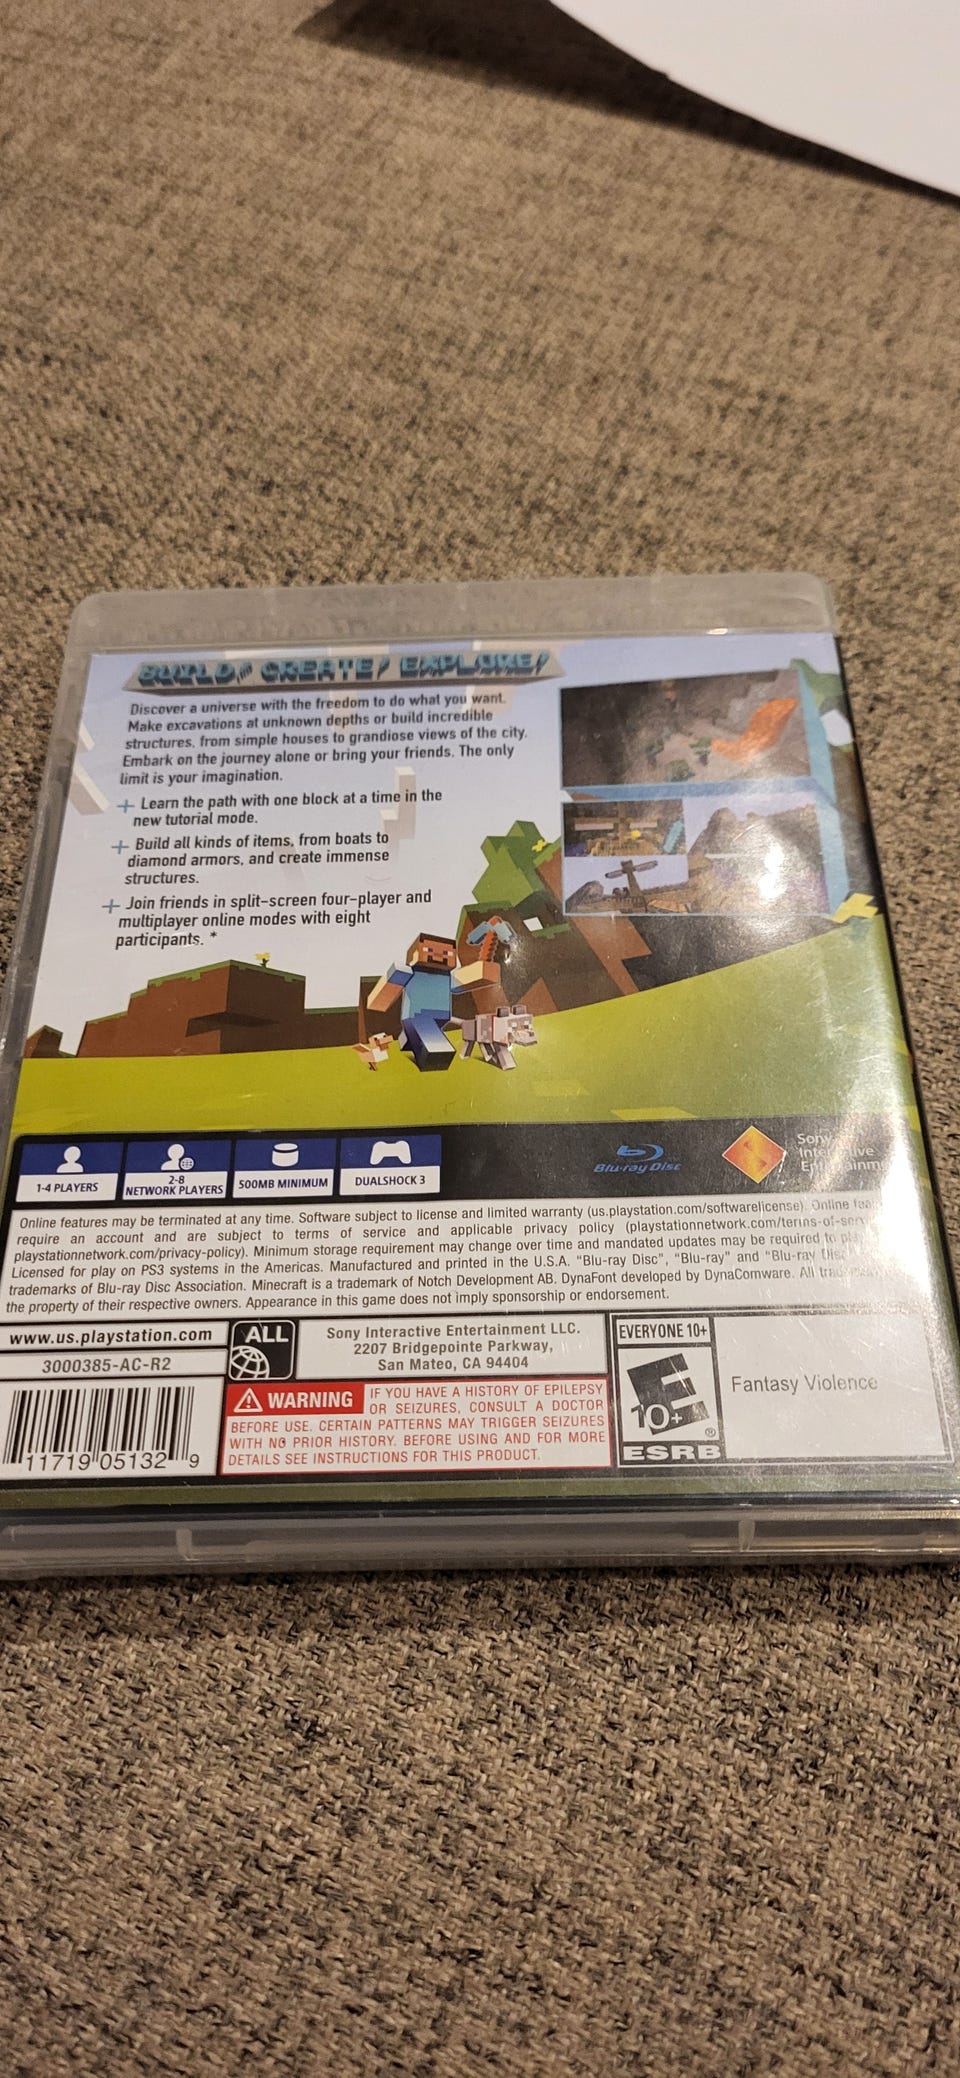 BUILD, CREATE! EXPLORE!
Discover a universe with the freedom to do what you want.
Make excavations at unknown depths or build incredible
structures, from simple houses to grandiose views of the city.
Embark on the journey alone or bring your friends. The only
limit is your imagination.
+ Learn the path with one block at a time in the
new tutorial mode.
+ Build all kinds of items, from boats to
diamond armors, and create immense
structures.
+ Join friends in split-screen four-player and
multiplayer online modes with eight
participants. *
1-4 PLAYERS
2-8
NETWORK PLAYERS
500MB MINIMUM
DUALSHOCK 3
Blu-ray Disc
Sony
Online features may be terminated at any time. Software subject to license and limited warranty (us.playstation.com/softwarelicense). Online
require an account and are subject to terms of service and applicable privacy policy (playstationnetwork.com/terms-of-
playstationnetwork.com/privacy-policy). Minimum storage requirement may change over time and mandated updates may be required to
Licensed for play on PS3 systems in the Americas. Manufactured and printed in the U.S.A. “Blu-ray Disc”, “Blu-ray” and “Blu-ray
trademarks of Blu-ray Disc Association. Minecraft is a trademark of Notch Development AB. DynaFont developed by DynaComware. All
the property of their respective owners. Appearance in this game does not imply sponsorship or endorsement.
www.us.playstation.com
3000385-AC-R2
11719 05132 9
ALL
Sony Interactive Entertainment LLC.
2207 Bridgepointe Parkway,
San Mateo, CA 94404
WARNING IF YOU HAVE A HISTORY OF EPILEPSY
OR SEIZURES, CONSULT A DOCTOR
BEFORE USE. CERTAIN PATTERNS MAY TRIGGER SEIZURES
WITH NO PRIOR HISTORY. BEFORE USING AND FOR MORE
DETAILS SEE INSTRUCTIONS FOR THIS PRODUCT.
EVERYONE 10+
E
10+
®
ESRB
Fantasy Violence